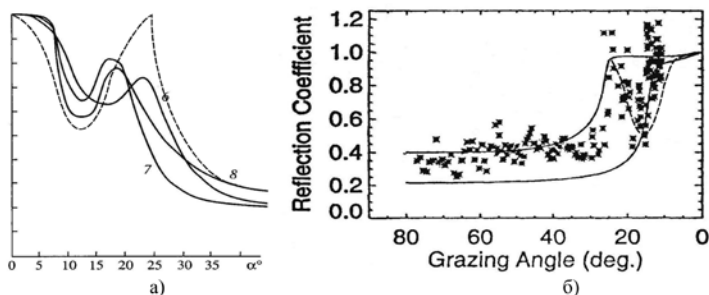 6
7
8
0 5 10 15 20 25 30 35 α°
а)
Reflection Coefficient
1.2
1.0
0.8
0.6
0.4
0.2
0.0
80 60 40 20 0
Grazing Angle (deg.)
б)